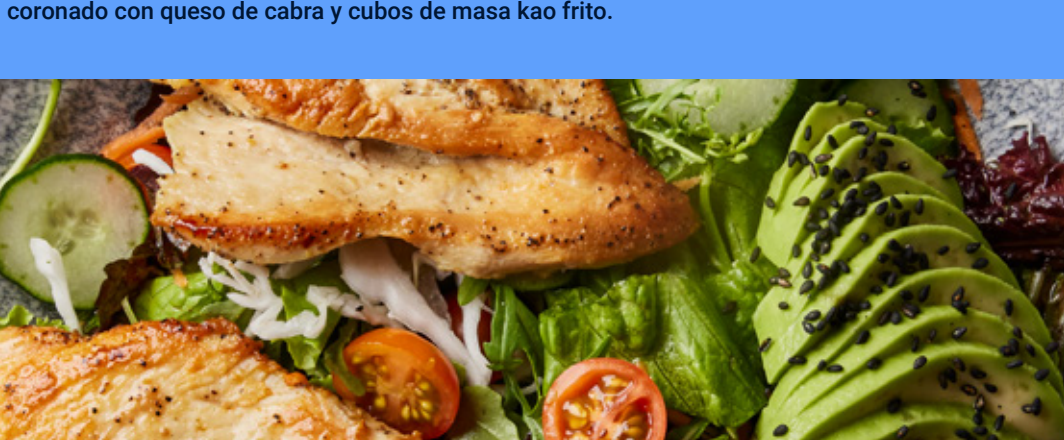 coronado con queso de cabra y cubos de masa kao frito.